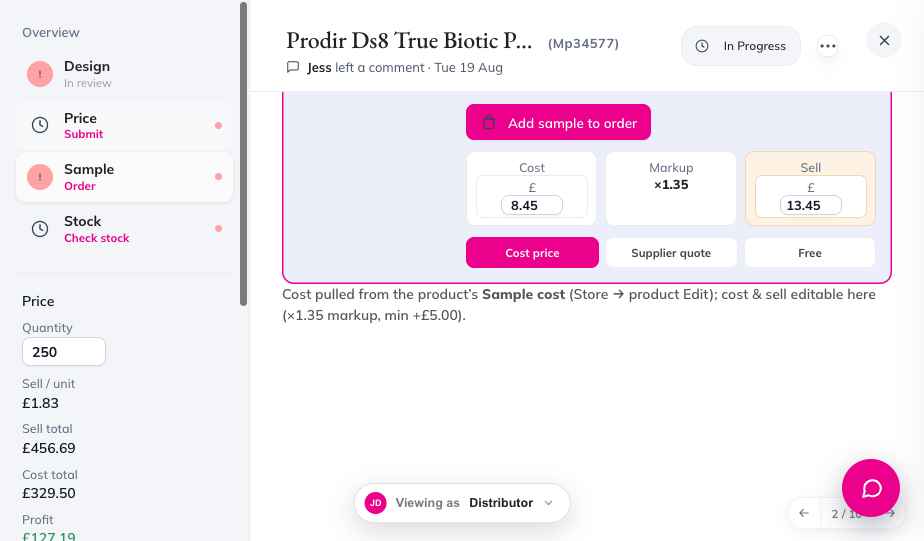 Overview
Design
In review
Price
Submit
Sample
Order
Stock
Check stock
Price
Quantity
250
Sell / unit
£1.83
Sell total
£456.69
Cost total
£329.50
Profit
£127.19
Prodir Ds8 True Biotic P... (Mp34577)
Jess left a comment · Tue 19 Aug
In Progress
Add sample to order
Cost
£
8.45
Markup
×1.35
Sell
£
13.45
Cost price
Supplier quote
Free
Cost pulled from the product's Sample cost (Store → product Edit); cost & sell editable here
(×1.35 markup, min +£5.00).
JD Viewing as Distributor
2 /